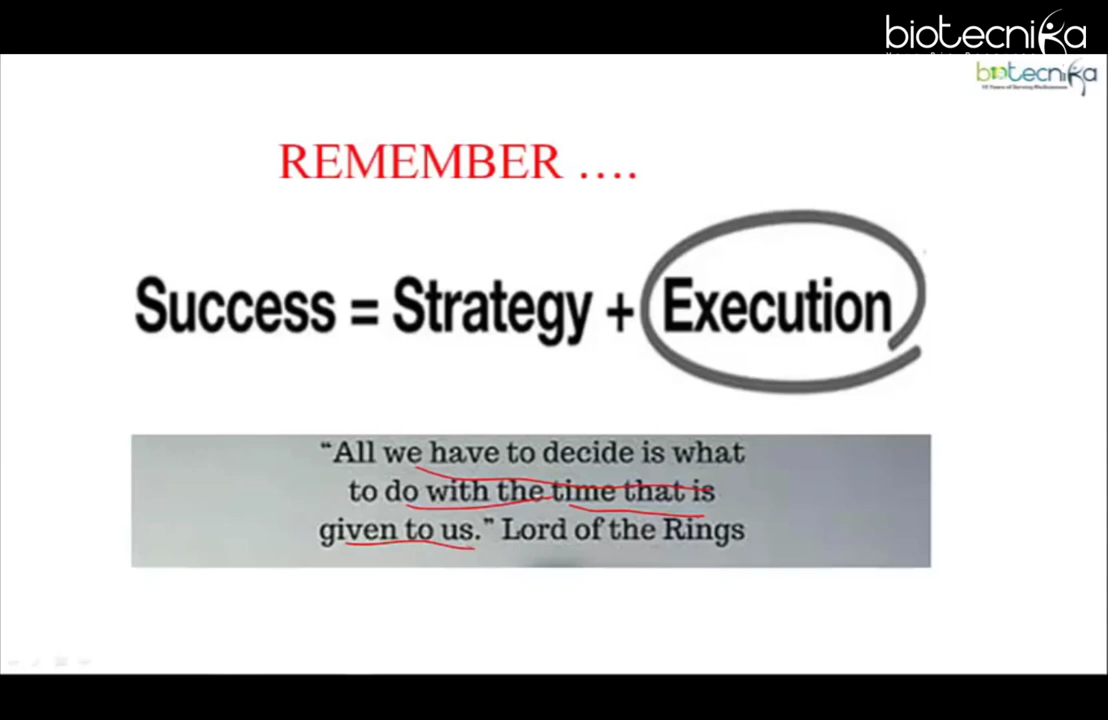 biotecnika
biotecnika
REMEMBER ....
Success = Strategy + Execution
“All we have to decide is what
to do with the time that is
given to us.” Lord of the Rings